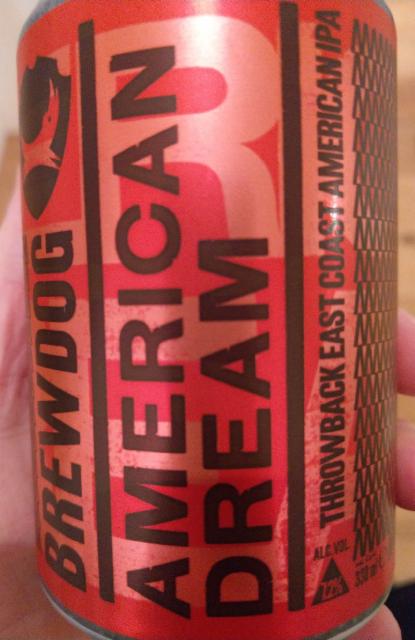 BREWDOG
AMERICAN
DREAM
THROWBACK EAST COAST AMERICAN IPA
ALC. VOL.
330 ml